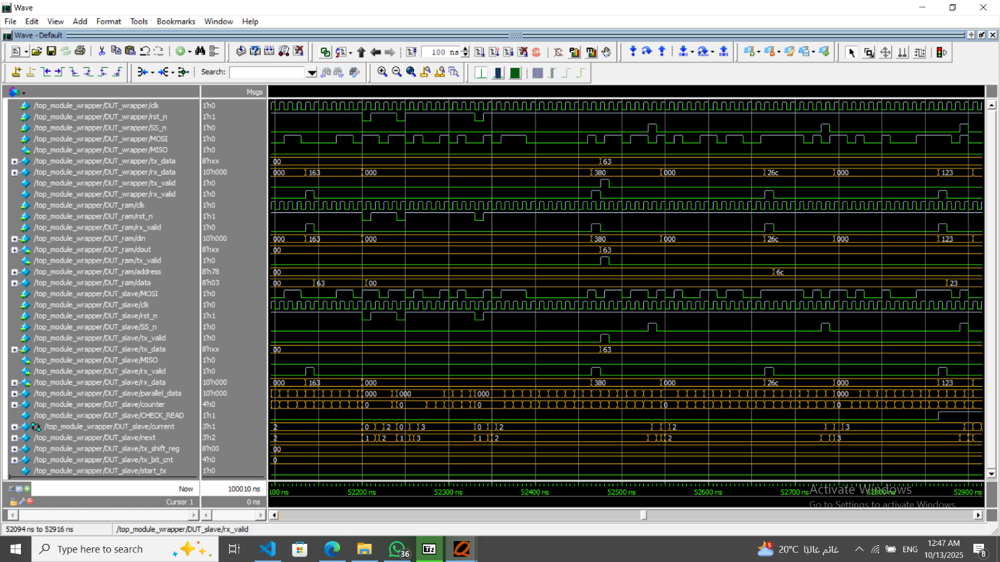 Wave
File Edit View Add Format Tools Bookmarks Window Help
Wave - Default
100 ns
Search:
Msgs
/top_module_wrapper/DUT_wrapper/clk 1'h0
/top_module_wrapper/DUT_wrapper/rst_n 1'h1
/top_module_wrapper/DUT_wrapper/SS_n 1'h0
/top_module_wrapper/DUT_wrapper/MOSI 1'h0
/top_module_wrapper/DUT_wrapper/MISO 1'h0
/top_module_wrapper/DUT_wrapper/tx_data 8'hxx 00 63
/top_module_wrapper/DUT_wrapper/rx_data 10'h000 000 163 000 380 000 26c 000 123
/top_module_wrapper/DUT_wrapper/tx_valid 1'h0
/top_module_wrapper/DUT_wrapper/rx_valid 1'h0
/top_module_wrapper/DUT_ram/clk 1'h0
/top_module_wrapper/DUT_ram/rst_n 1'h1
/top_module_wrapper/DUT_ram/rx_valid 1'h0
/top_module_wrapper/DUT_ram/din 10'h000 000 163 000 380 000 26c 000 123
/top_module_wrapper/DUT_ram/dout 8'hxx 00 63
/top_module_wrapper/DUT_ram/tx_valid 1'h0
/top_module_wrapper/DUT_ram/address 8'h78 00 6c
/top_module_wrapper/DUT_ram/data 8'h03 00 63 00 23
/top_module_wrapper/DUT_slave/MOSI 1'h0
/top_module_wrapper/DUT_slave/clk 1'h0
/top_module_wrapper/DUT_slave/rst_n 1'h1
/top_module_wrapper/DUT_slave/SS_n 1'h0
/top_module_wrapper/DUT_slave/tx_valid 1'h0
/top_module_wrapper/DUT_slave/tx_data 8'hxx 00 63
/top_module_wrapper/DUT_slave/MISO 1'h0
/top_module_wrapper/DUT_slave/rx_valid 1'h0
/top_module_wrapper/DUT_slave/rx_data 10'h000 000 163 000 380 000 26c 000 123
/top_module_wrapper/DUT_slave/parallel_data 10'h000 000 000 000 000
/top_module_wrapper/DUT_slave/counter 4'h0 0 0 0 0 0
/top_module_wrapper/DUT_slave/CHECK_READ 1'h1
/top_module_wrapper/DUT_slave/current 3'h1 2 0 2 0 3 0 2 2 3
/top_module_wrapper/DUT_slave/next 3'h2 2 1 2 1 3 1 2 2 3
/top_module_wrapper/DUT_slave/tx_shift_reg 8'h00 00
/top_module_wrapper/DUT_slave/tx_bit_cnt 4'h0 0
/top_module_wrapper/DUT_slave/start_tx 1'h0
Now 100010 ns
Cursor 1 0 ns
:00 ns 52200 ns 52300 ns 52400 ns 52500 ns 52600 ns 52700 ns 52800 ns 52900 ns
Activate Windows
Go to Settings to activate Windows.
52094 ns to 52916 ns /top_module_wrapper/DUT_slave/rx_valid
Type here to search
36
5
20°C غائم غالبًا
ENG
12:47 AM
10/13/2025
8